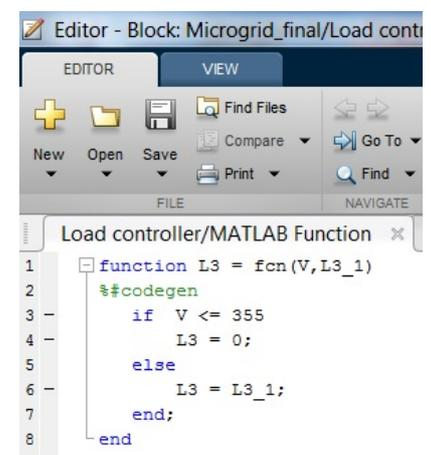 Editor - Block: Microgrid_final/Load contr
EDITOR VIEW
New Open Save Find Files Compare Print Go To Find
FILE NAVIGATE
Load controller/MATLAB Function ×
1 function L3 = fcn(V,L3_1)
2 %#codegen
3 – if V <= 355
4 – L3 = 0;
5 else
6 – L3 = L3_1;
7 end;
8 end